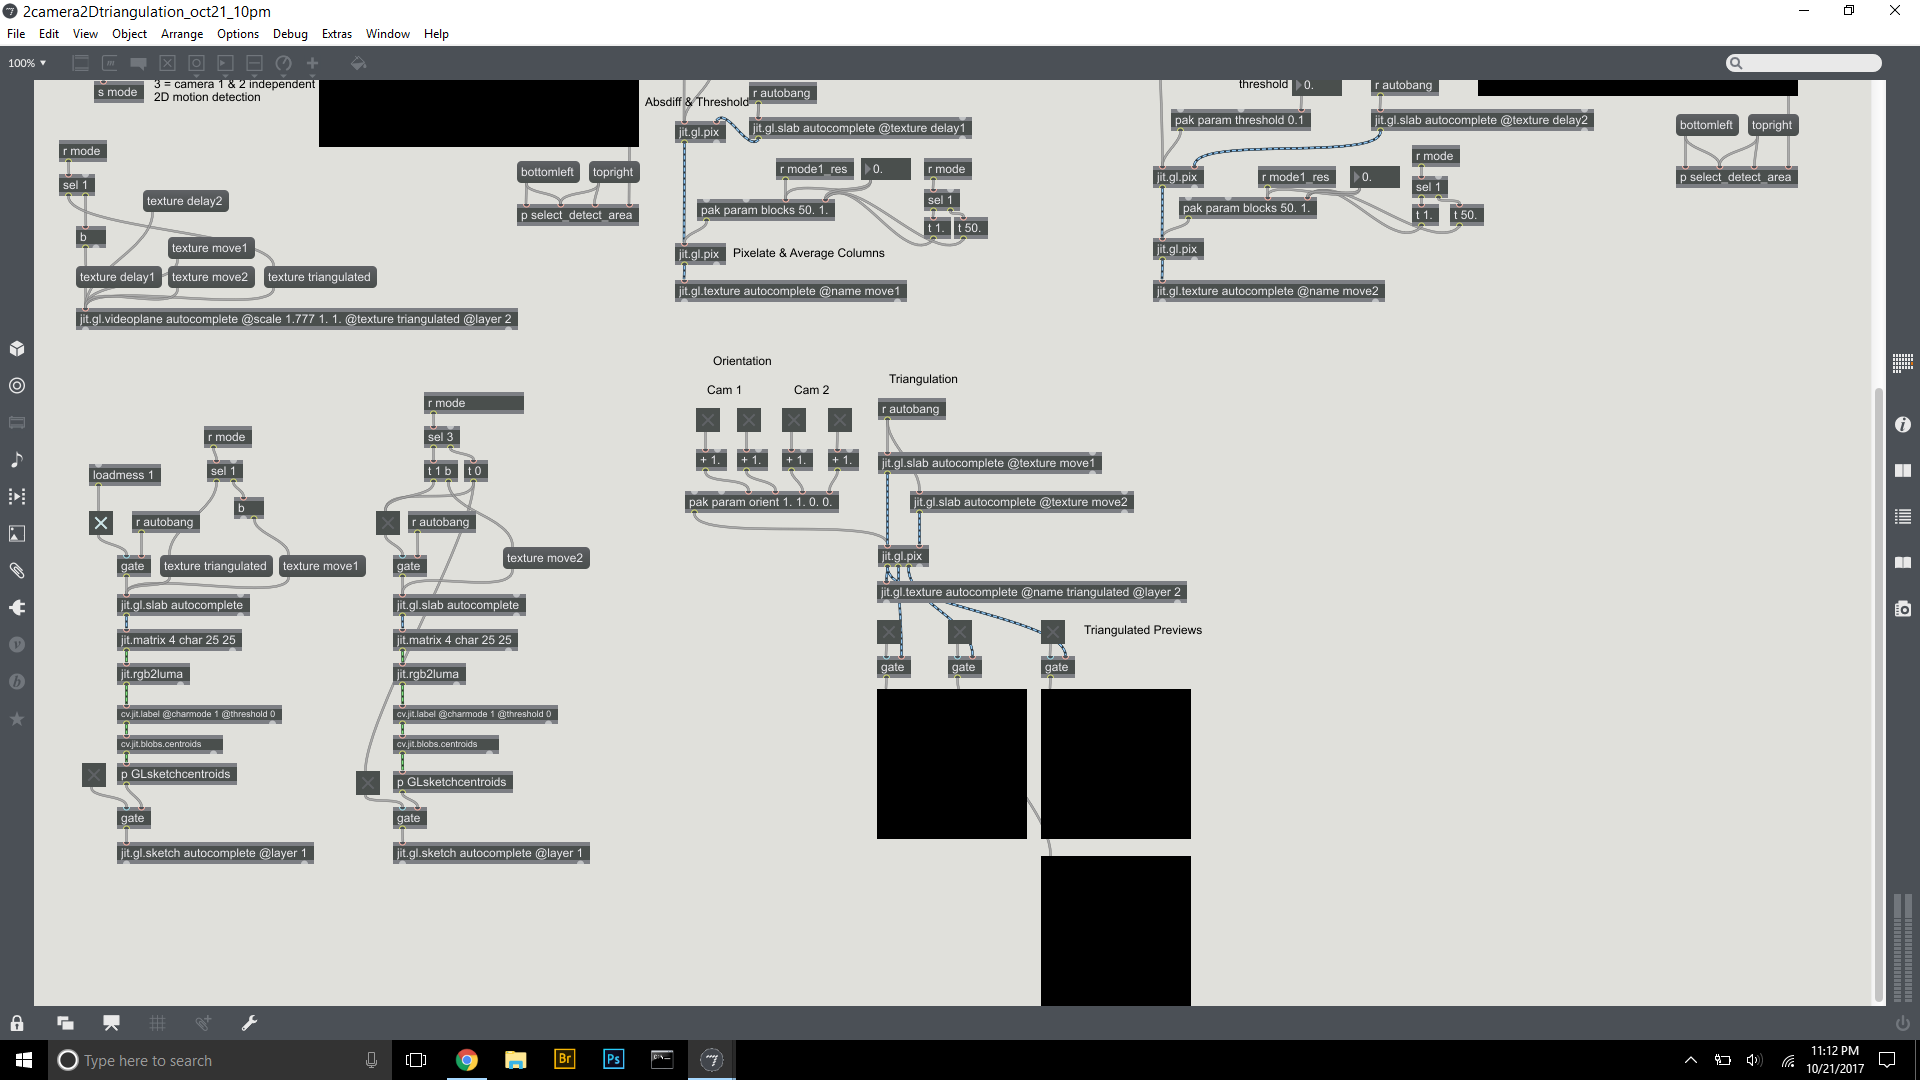 2camera2Dtriangulation_oct21_10pm
File Edit View Object Arrange Options Debug Extras Window Help
100%
s mode
3 = camera 1 & 2 independent
2D motion detection
r mode
sel 1
texture delay2
b
texture move1
texture delay1
texture move2
texture triangulated
jit.gl.videoplane autocomplete @scale 1.777 1. 1. @texture triangulated @layer 2
bottomleft
topright
p select_detect_area
Absdiff & Threshold
r autobang
jit.gl.pix
jit.gl.slab autocomplete @texture delay1
r mode1_res
0.
r mode
sel 1
pak param blocks 50. 1.
t 1.
t 50.
jit.gl.pix
Pixelate & Average Columns
jit.gl.texture autocomplete @name move1
threshold
0.
r autobang
pak param threshold 0.1
jit.gl.slab autocomplete @texture delay2
r mode
jit.gl.pix
r mode1_res
0.
sel 1
pak param blocks 50. 1.
t 1.
t 50.
jit.gl.pix
jit.gl.texture autocomplete @name move2
bottomleft
topright
p select_detect_area
Orientation
Cam 1
Cam 2
+ 1.
+ 1.
+ 1.
+ 1.
pak param orient 1. 1. 0. 0.
Triangulation
r autobang
jit.gl.slab autocomplete @texture move1
jit.gl.slab autocomplete @texture move2
jit.gl.pix
jit.gl.texture autocomplete @name triangulated @layer 2
Triangulated Previews
gate
gate
gate
r mode
loadmess 1
sel 1
b
r autobang
gate
texture triangulated
texture move1
jit.gl.slab autocomplete
jit.matrix 4 char 25 25
jit.rgb2luma
cv.jit.label @charmode 1 @threshold 0
cv.jit.blobs.centroids
p GLsketchcentroids
gate
jit.gl.sketch autocomplete @layer 1
r mode
sel 3
t 1 b
t 0
r autobang
texture move2
gate
jit.gl.slab autocomplete
jit.matrix 4 char 25 25
jit.rgb2luma
cv.jit.label @charmode 1 @threshold 0
cv.jit.blobs.centroids
p GLsketchcentroids
gate
jit.gl.sketch autocomplete @layer 1
Type here to search
Br
Ps
11:12 PM
10/21/2017